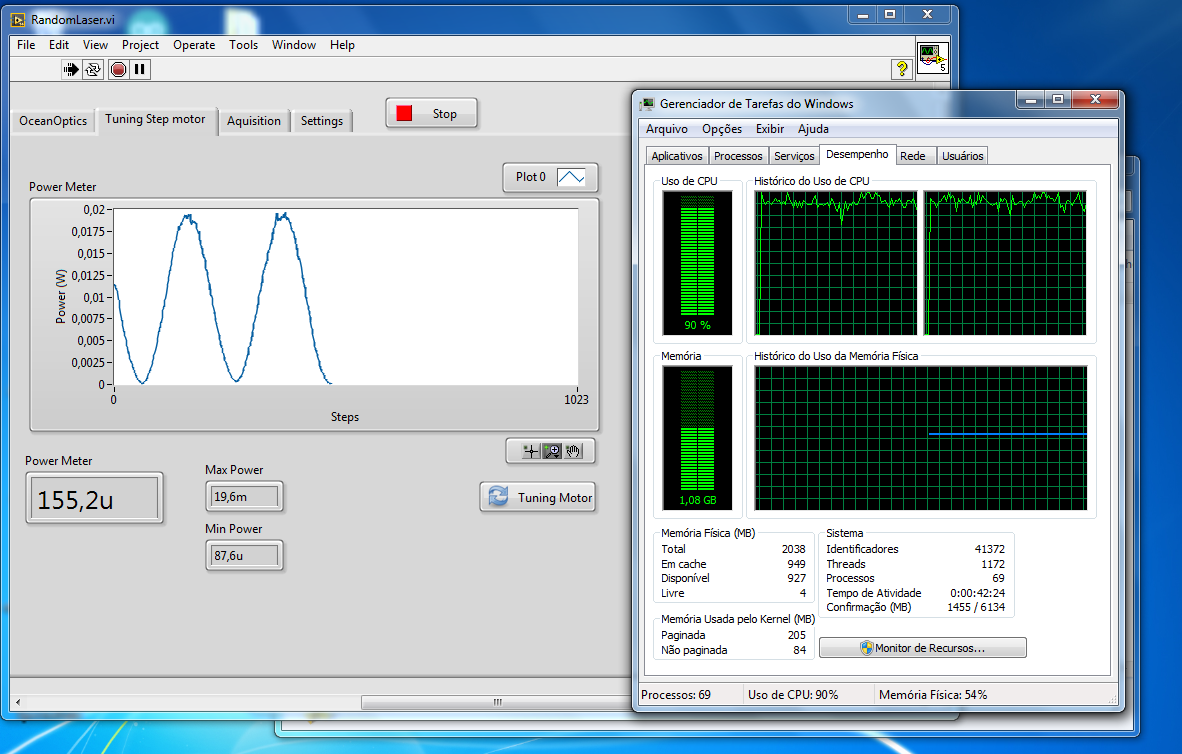 RandomLaser.vi
File Edit View Project Operate Tools Window Help
5
OceanOptics Tuning Step motor Aquisition Settings
Stop
Plot 0
Power Meter
0,02
0,0175
0,015
0,0125
0,01
0,0075
0,005
0,0025
0
Power (W)
0 1023
Steps
Power Meter
155,2u
Max Power
19,6m
Min Power
87,6u
Tuning Motor
Gerenciador de Tarefas do Windows
Arquivo Opções Exibir Ajuda
Aplicativos Processos Serviços Desempenho Rede Usuários
Uso de CPU Histórico do Uso de CPU
90 %
Memória Histórico do Uso da Memória Física
1,08 GB
Memória Física (MB)
Total 2038
Em cache 949
Disponível 927
Livre 4
Memória Usada pelo Kernel (MB)
Paginada 205
Não paginada 84
Sistema
Identificadores 41372
Threads 1172
Processos 69
Tempo de Atividade 0:00:42:24
Confirmação (MB) 1455 / 6134
Monitor de Recursos...
Processos: 69 Uso de CPU: 90% Memória Física: 54%